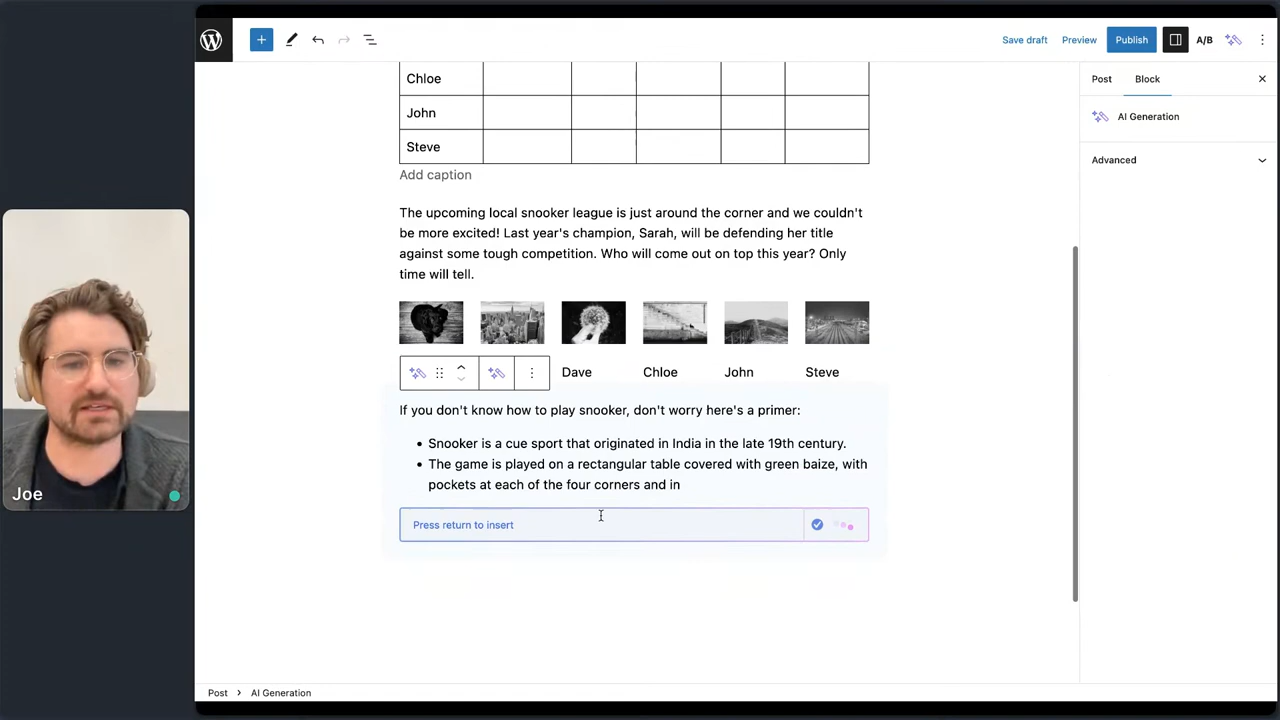 Save draft
Preview
Publish
A/B
Post
Block
AI Generation
Advanced
Chloe
John
Steve
Add caption
The upcoming local snooker league is just around the corner and we couldn't
be more excited! Last year's champion, Sarah, will be defending her title
against some tough competition. Who will come out on top this year? Only
time will tell.
Dave
Chloe
John
Steve
If you don't know how to play snooker, don't worry here's a primer:
• Snooker is a cue sport that originated in India in the late 19th century.
• The game is played on a rectangular table covered with green baize, with
pockets at each of the four corners and in
Press return to insert
Joe
Post > AI Generation